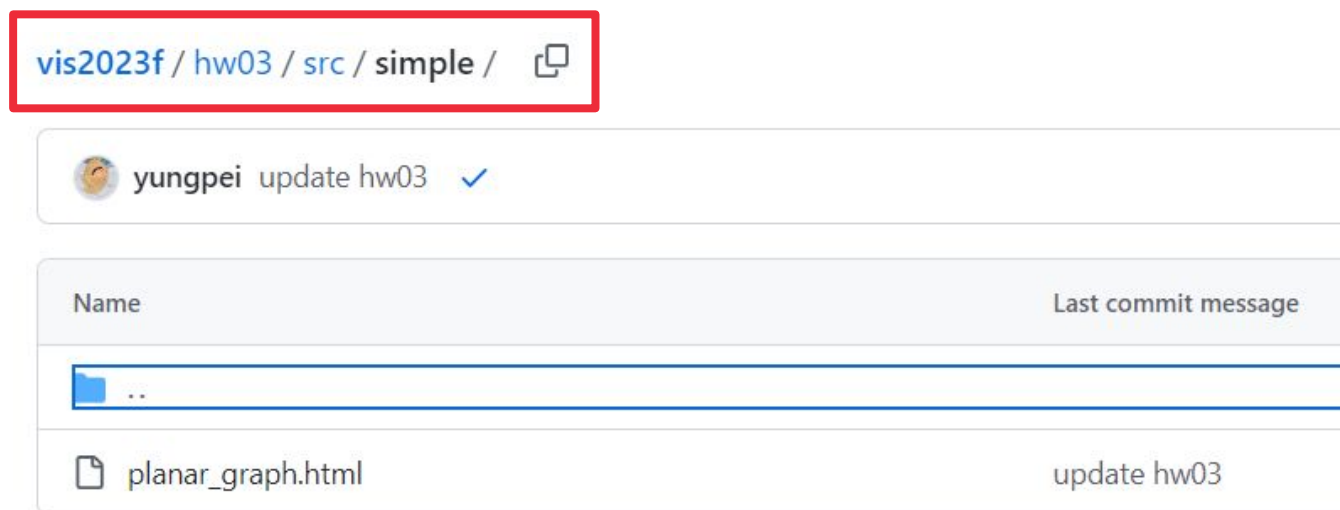 vis2023f / hw03 / src / simple /
yungpei update hw03
Name Last commit message
..
planar_graph.html update hw03